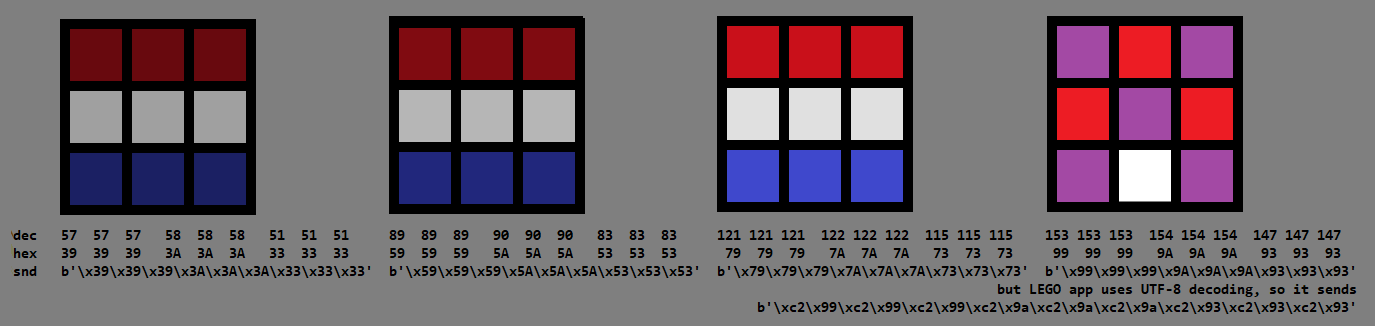 dec 57 57 57 58 58 58 51 51 51 89 89 89 90 90 90 83 83 83 121 121 121 122 122 122 115 115 115 153 153 153 154 154 154 147 147 147
hex 39 39 39 3A 3A 3A 33 33 33 59 59 59 5A 5A 5A 53 53 53 79 79 79 7A 7A 7A 73 73 73 99 99 99 9A 9A 9A 93 93 93
snd b'\x39\x39\x39\x3A\x3A\x3A\x33\x33\x33' b'\x59\x59\x59\x5A\x5A\x5A\x53\x53\x53' b'\x79\x79\x79\x7A\x7A\x7A\x73\x73\x73' b'\x99\x99\x99\x9A\x9A\x9A\x93\x93\x93'
but LEGO app uses UTF-8 decoding, so it sends
b'\xc2\x99\xc2\x99\xc2\x99\xc2\x9a\xc2\x9a\xc2\x9a\xc2\x93\xc2\x93\xc2\x93'